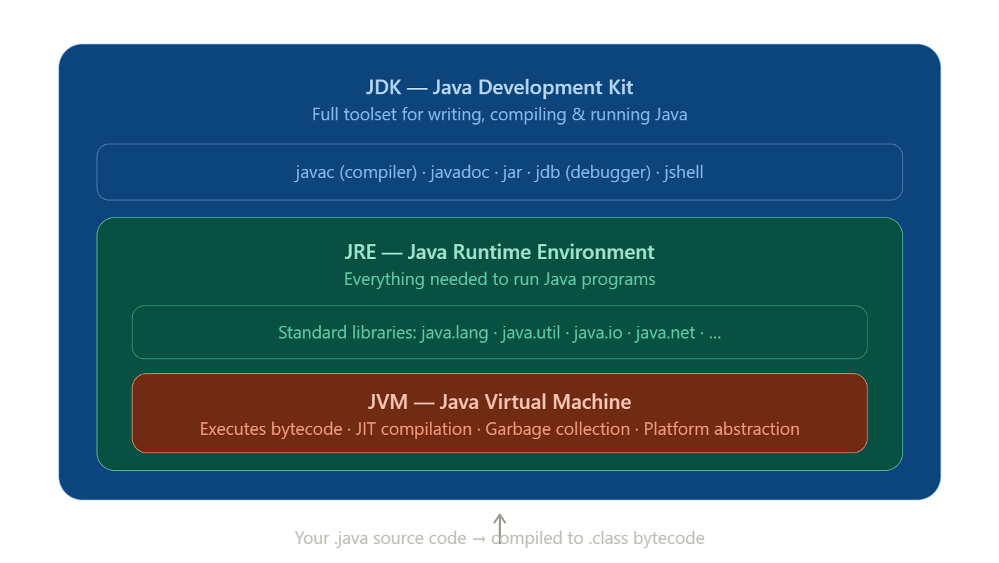 JDK — Java Development Kit
Full toolset for writing, compiling & running Java
javac (compiler) · javadoc · jar · jdb (debugger) · jshell
JRE — Java Runtime Environment
Everything needed to run Java programs
Standard libraries: java.lang · java.util · java.io · java.net · ...
JVM — Java Virtual Machine
Executes bytecode · JIT compilation · Garbage collection · Platform abstraction
Your .java source code → compiled to .class bytecode